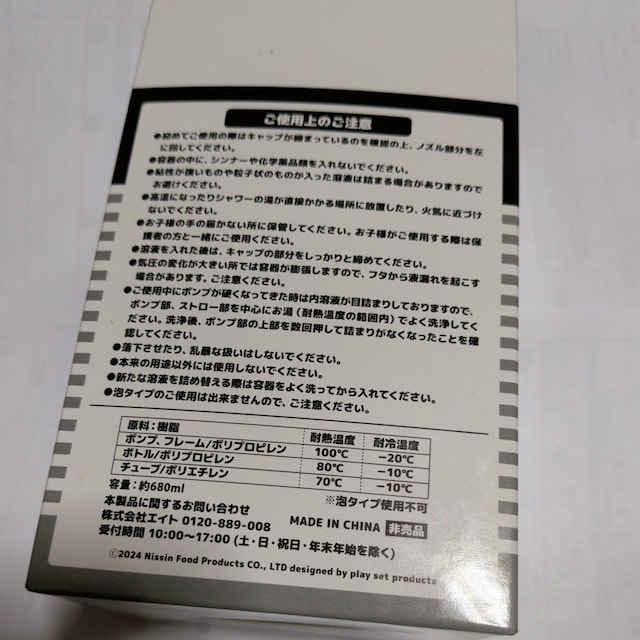 ご使用上のご注意
●初めてご使用の際はキャップが締まっているのを確認の上、ノズル部分を左
に回してください。
●容器の中に、シンナーや化学薬品類を入れないでください。
●粘性が強いものや粒子状のものが入った溶液は詰まる場合がありますので
お避けください。
●高温になったりシャワーの湯が直接かかる場所に放置したり、火気に近づけ
ないでください。
●お子様の手の届かない所に保管してください。お子様がご使用する際は保
護者の方と一緒にご使用ください。
●溶液を入れた後は、キャップの部分をしっかりと締めてください。
●気圧の変化が大きい所では容器が膨張しますので、フタから液漏れを起こす
場合があります。ご注意ください。
●ご使用中にポンプが硬くなってきた時は内溶液が目詰まりしておりますので、
ポンプ部、ストロー部を中心にお湯（耐熱温度の範囲内）でよく洗浄してく
ださい。洗浄後、ポンプ部の上部を数回押して詰まりがなくなったことを確
認してください。
●落下させたり、乱暴な扱いはしないでください。
●本来の用途以外には使用しないでください。
●新たな溶液を詰め替える際は容器をよく洗ってから入れてください。
●泡タイプのご使用は出来ませんので、ご注意ください。
原料：樹脂 耐熱温度 耐冷温度
ポンプ、フレーム/ポリプロピレン 100℃ −20℃
ボトル/ポリプロピレン 80℃ −10℃
チューブ/ポリエチレン 70℃ −10℃
容量：約680ml ※泡タイプ使用不可
本製品に関するお問い合わせ
株式会社エイト 0120-889-008 MADE IN CHINA 非売品
受付時間 10:00〜17:00 (土・日・祝日・年末年始を除く)
©2024 Nissin Food Products CO., LTD designed by play set products